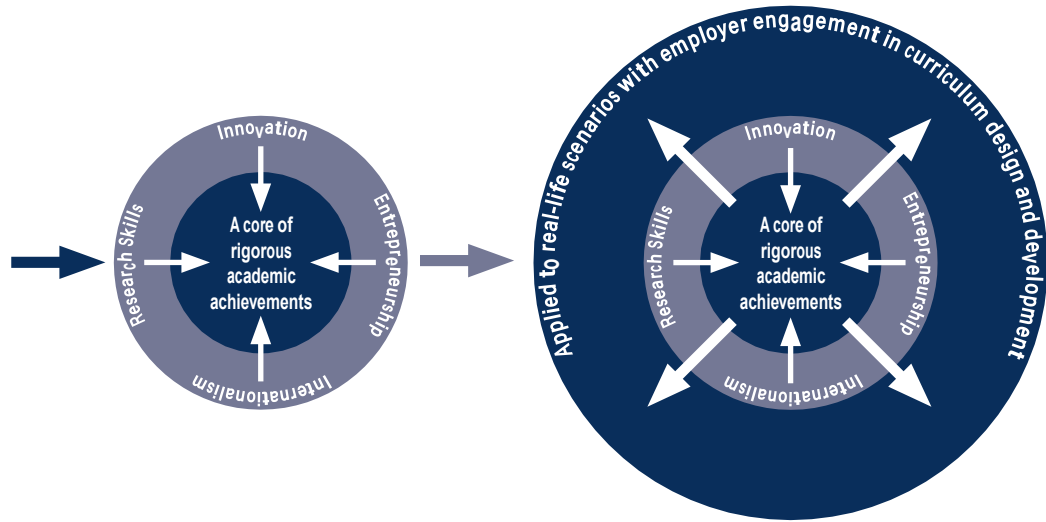 Innovation
Research Skills
Entrepreneurship
A core of
rigorous
academic
achievements
Internationalism
Applied to real-life scenarios with employer engagement in curriculum design and development
Innovation
Research Skills
Entrepreneurship
A core of
rigorous
academic
achievements
Internationalism